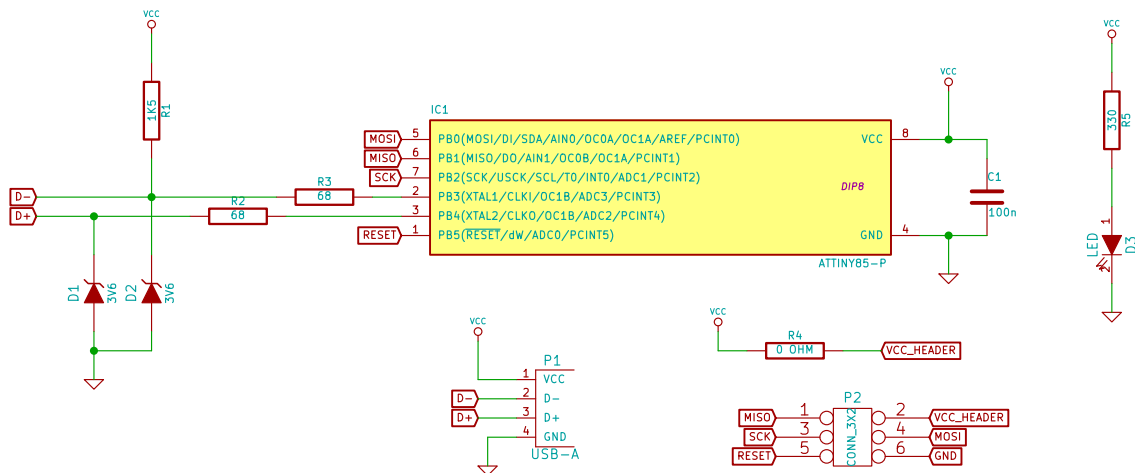 VCC
1K5
R1
D-
D+
R3
68
R2
68
D1
3V6
D2
3V6
IC1
MOSI 5 PB0(MOSI/DI/SDA/AIN0/OC0A/OC1A/AREF/PCINT0)
MISO 6 PB1(MISO/DO/AIN1/OC0B/OC1A/PCINT1)
SCK 7 PB2(SCK/USCK/SCL/T0/INT0/ADC1/PCINT2)
2 PB3(XTAL1/CLKI/OC1B/ADC3/PCINT3)
3 PB4(XTAL2/CLKO/OC1B/ADC2/PCINT4)
RESET 1 PB5(RESET/dW/ADC0/PCINT5)
VCC 8
DIP8
GND 4
ATTINY85-P
VCC
C1
100n
VCC
330
R5
1
LED
D3
2
VCC
P1
1 VCC
D- 2 D-
D+ 3 D+
4 GND
USB-A
VCC
R4
0 OHM
VCC_HEADER
P2
MISO 1 2 VCC_HEADER
SCK 3 4 MOSI
RESET 5 6 GND
CONN_3X2